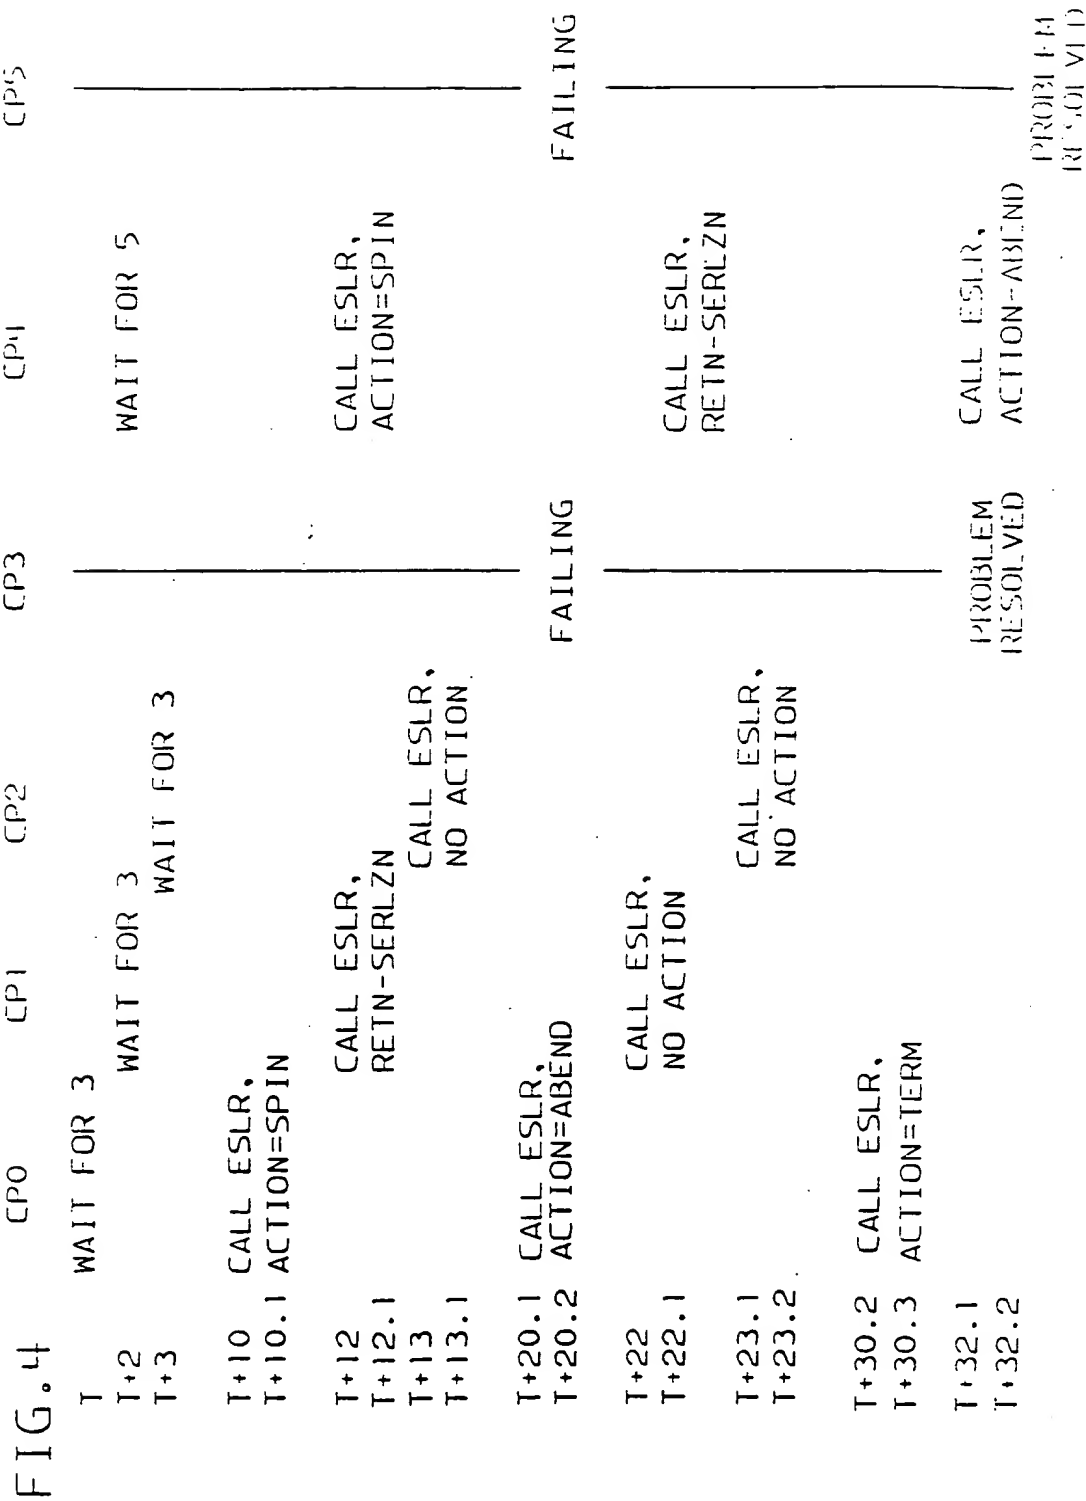 FIG.4
CP0 CP1 CP2 CP3 CP4 CP5
T WAIT FOR 3
T+2 WAIT FOR 3 WAIT FOR 5
T+3 WAIT FOR 3
T+10 CALL ESLR,
T+10.1 ACTION=SPIN
T+12 CALL ESLR, CALL ESLR,
T+12.1 RETN-SERLZN ACTION=SPIN
T+13 CALL ESLR,
T+13.1 NO ACTION
T+20.1 CALL ESLR,
T+20.2 ACTION=ABEND FAILING FAILING
T+22 CALL ESLR, CALL ESLR,
T+22.1 NO ACTION RETN-SERLZN
T+23.1 CALL ESLR,
T+23.2 NO ACTION
T+30.2 CALL ESLR,
T+30.3 ACTION=TERM
T+32.1 PROBLEM CALL ESLR,
T+32.2 RESOLVED ACTION-ABEND
PROBLEM
RESOLVED